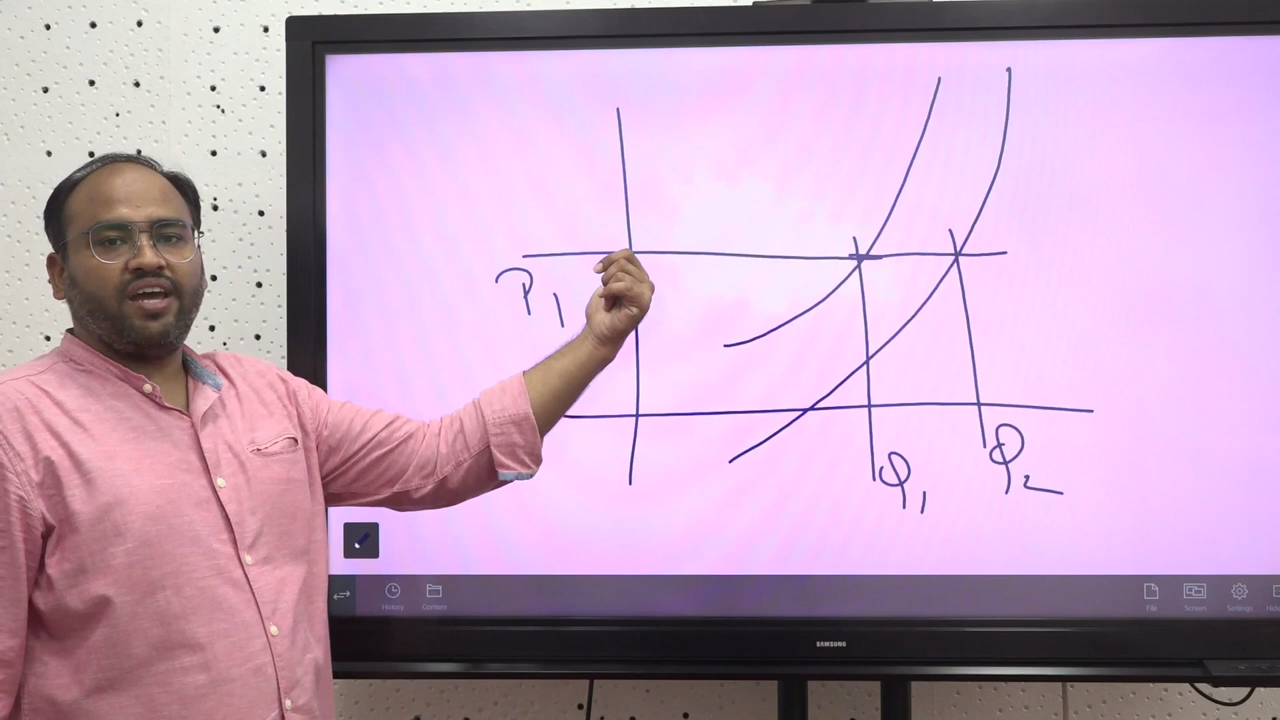 P1
Q1
Q2
History
Content
File
Screen
Settings
SAMSUNG